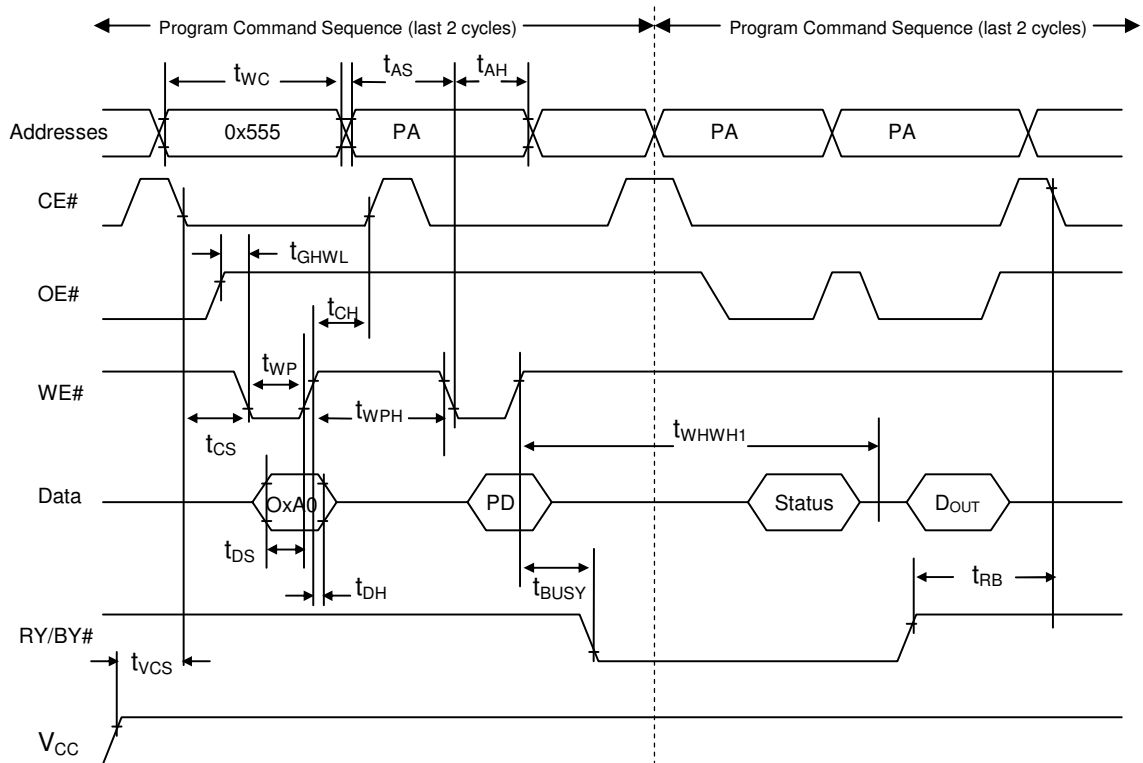 Program Command Sequence (last 2 cycles) Program Command Sequence (last 2 cycles)
tWC tAS tAH
Addresses 0x555 PA PA PA
CE#
tGHWL
OE#
tCH
tWP
WE#
tWPH
tWHWH1
tCS
Data OxA0 PD Status DOUT
tDS
tDH tBUSY tRB
RY/BY#
tVCS
VCC